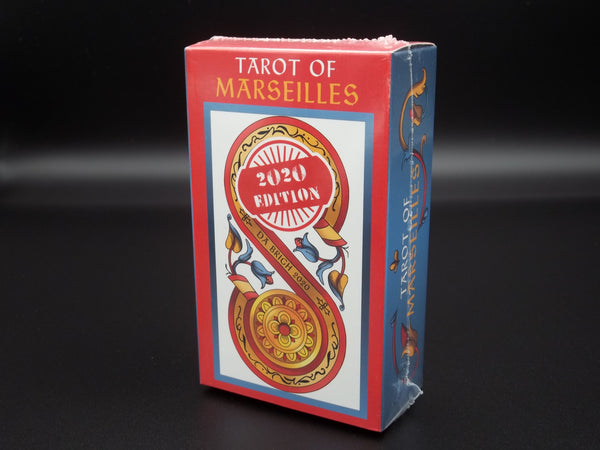 TAROT OF
MARSEILLES
2020
EDITION
DA BRIGH 2020
TAROT OF
MARSEILLES